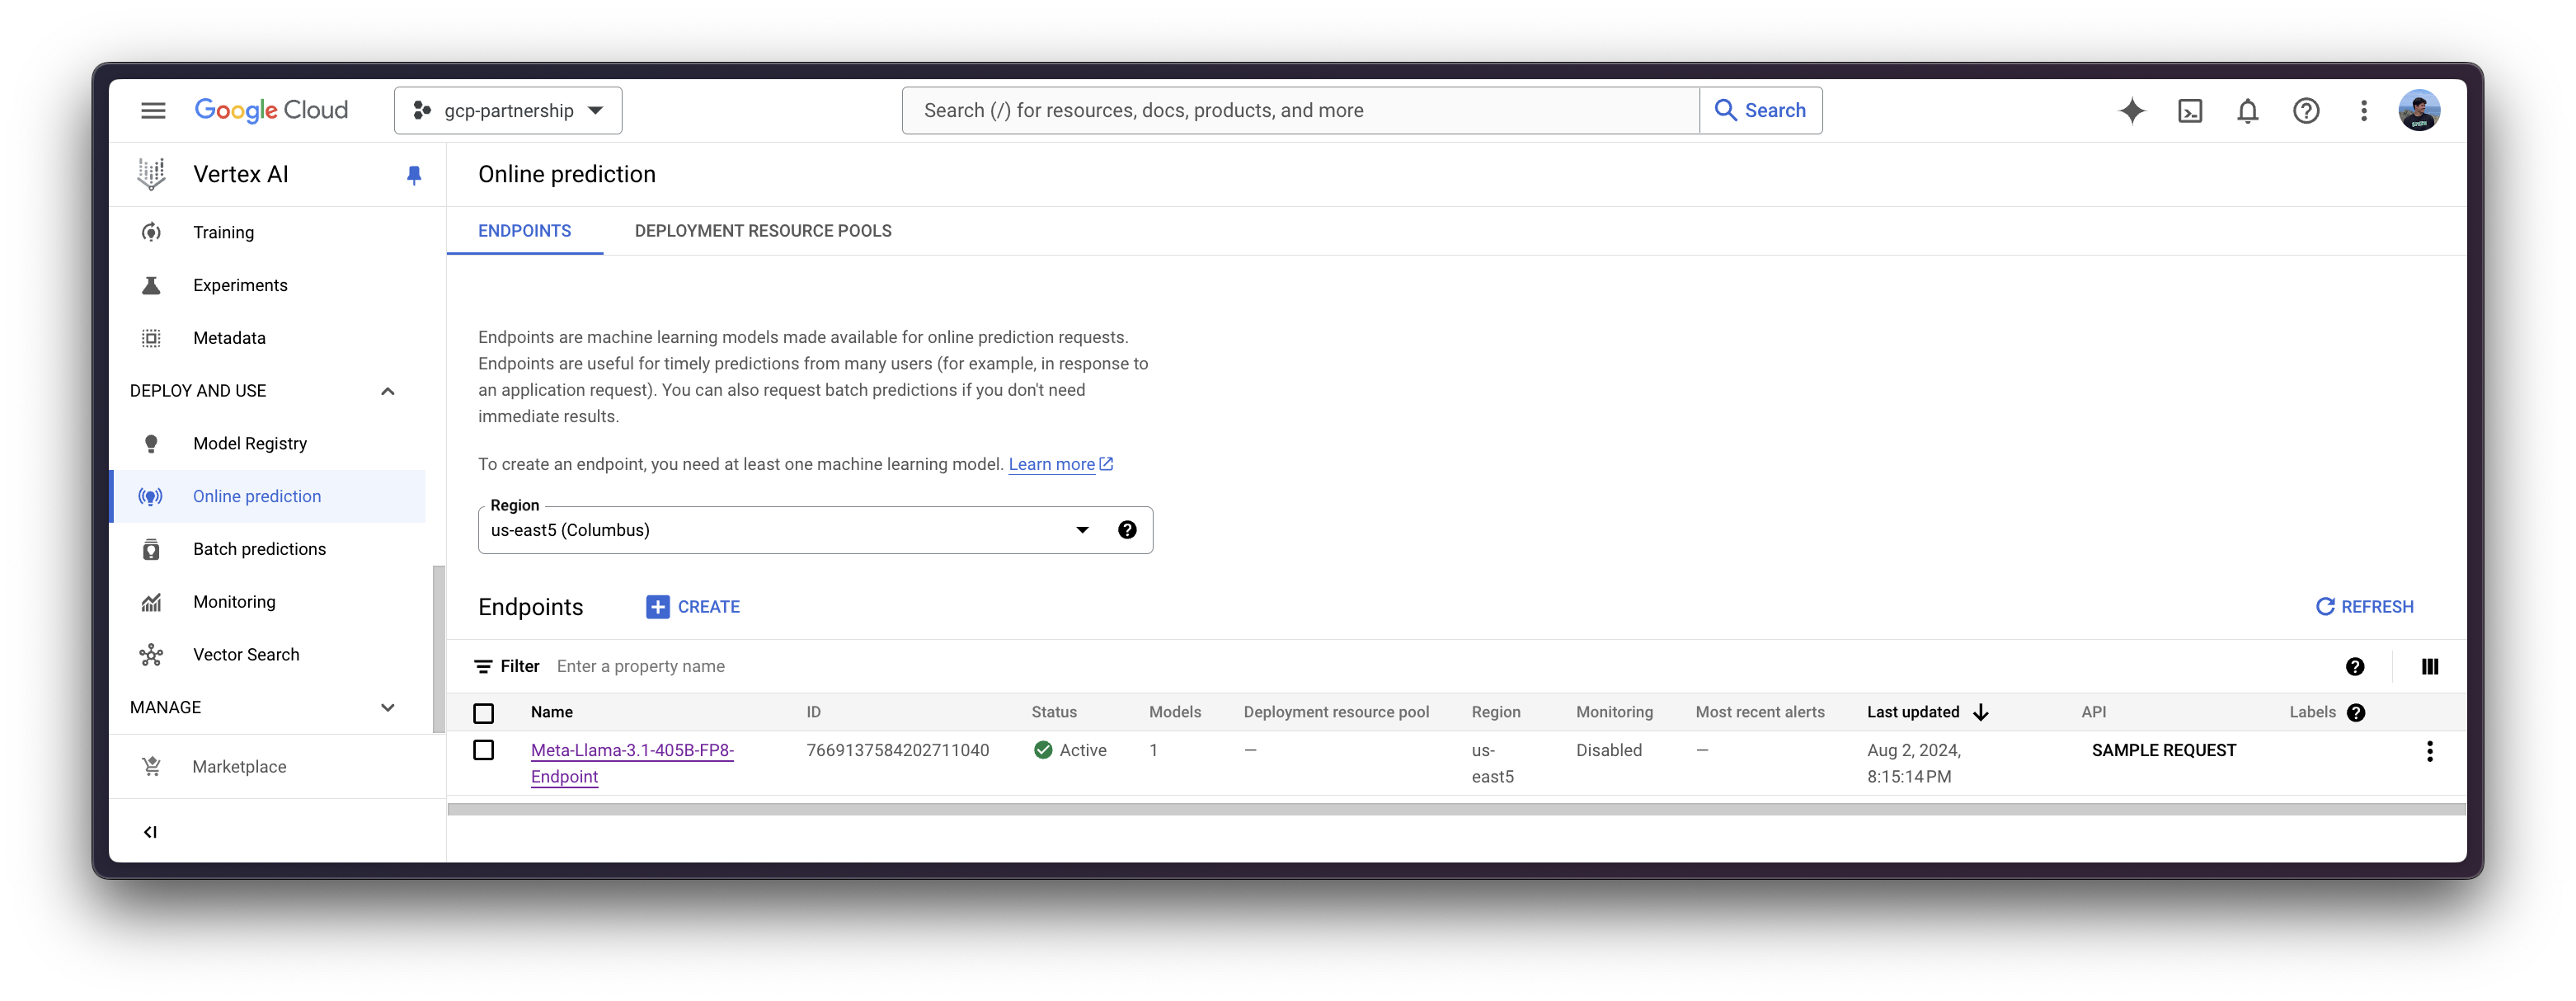 Google Cloud
gcp-partnership
Search (/) for resources, docs, products, and more
Search
Vertex AI
Training
Experiments
Metadata
DEPLOY AND USE
Model Registry
Online prediction
Batch predictions
Monitoring
Vector Search
MANAGE
Marketplace
Online prediction
ENDPOINTS
DEPLOYMENT RESOURCE POOLS
Endpoints are machine learning models made available for online prediction requests.
Endpoints are useful for timely predictions from many users (for example, in response to
an application request). You can also request batch predictions if you don't need
immediate results.
To create an endpoint, you need at least one machine learning model. Learn more
Region
us-east5 (Columbus)
Endpoints
CREATE
REFRESH
Filter Enter a property name
Name ID Status Models Deployment resource pool Region Monitoring Most recent alerts Last updated API Labels
Meta-Llama-3.1-405B-FP8- 7669137584202711040 Active 1 — us- Disabled — Aug 2, 2024, SAMPLE REQUEST
Endpoint east5 8:15:14 PM